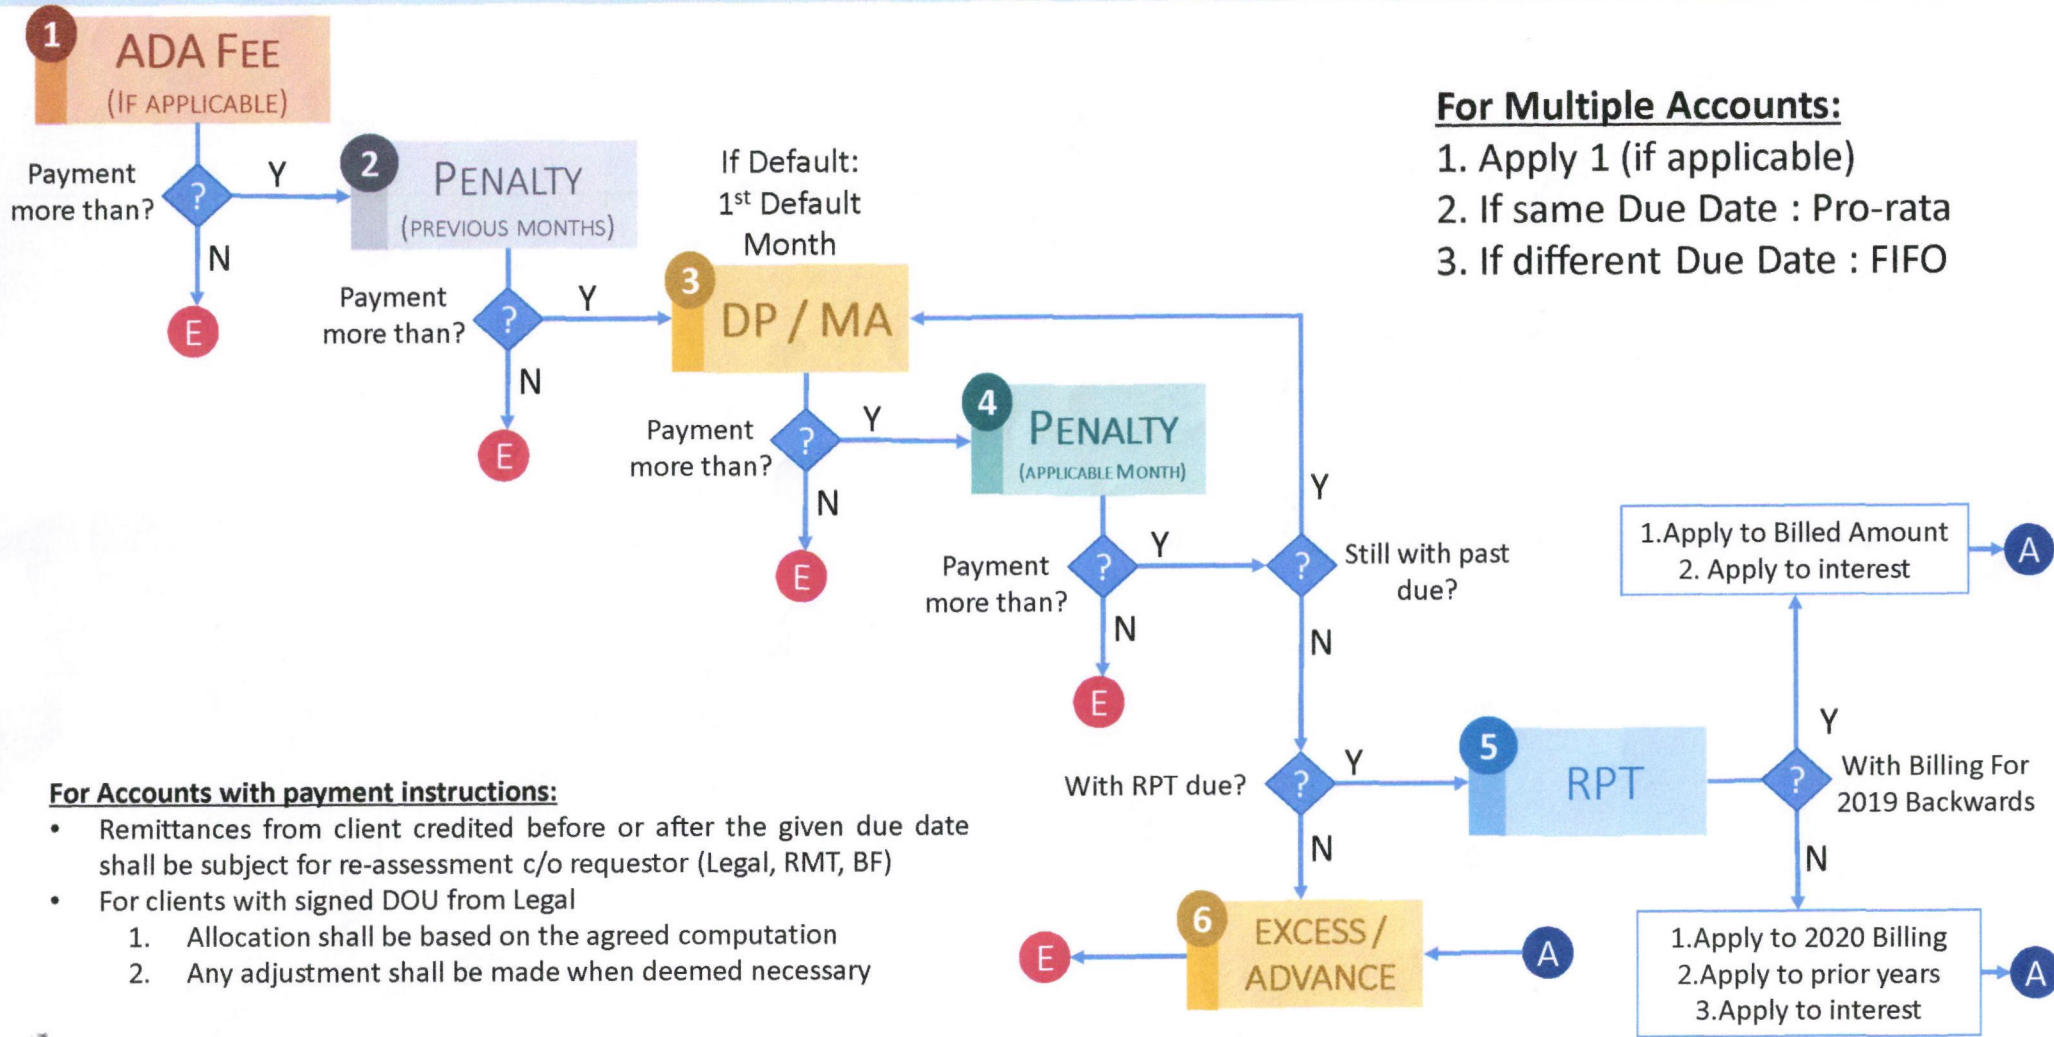 1
ADA FEE
(IF APPLICABLE)
Payment
more than?
?
Y
N
E
2
PENALTY
(PREVIOUS MONTHS)
Payment
more than?
?
Y
N
E
If Default:
1st Default
Month
3
DP / MA
Payment
more than?
?
Y
N
E
4
PENALTY
(APPLICABLE MONTH)
Payment
more than?
?
Y
N
E
?
Still with past
due?
Y
N
With RPT due?
?
Y
N
5
RPT
?
With Billing For
2019 Backwards
Y
1.Apply to Billed Amount
2. Apply to interest
A
N
1.Apply to 2020 Billing
2.Apply to prior years
3.Apply to interest
A
6
EXCESS /
ADVANCE
A
E
For Multiple Accounts:
1. Apply 1 (if applicable)
2. If same Due Date : Pro-rata
3. If different Due Date : FIFO
For Accounts with payment instructions:
• Remittances from client credited before or after the given due date
shall be subject for re-assessment c/o requestor (Legal, RMT, BF)
• For clients with signed DOU from Legal
1. Allocation shall be based on the agreed computation
2. Any adjustment shall be made when deemed necessary